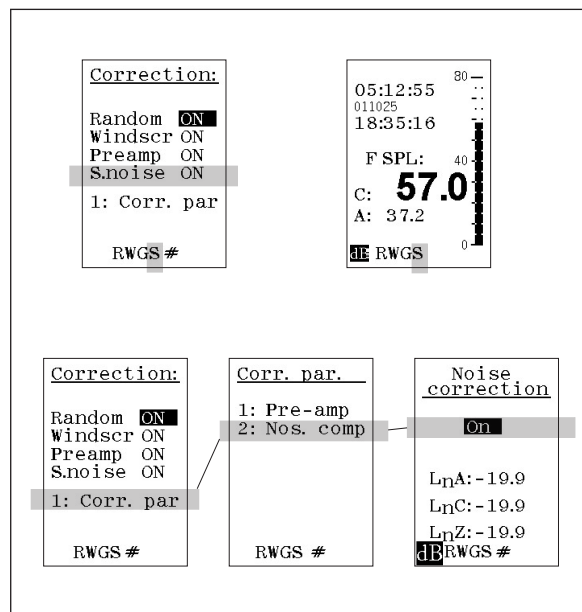 Correction:
Random ON
Windscr ON
Preamp ON
S.noise ON
1: Corr. par
RWGS #
80
05:12:55
011025
18:35:16
F SPL: 40
C: 57.0
A: 37.2
0
dB RWGS
Correction:
Random ON
Windscr ON
Preamp ON
S.noise ON
1: Corr. par
RWGS #
Corr. par.
1: Pre-amp
2: Nos. comp
RWGS #
Noise
correction
On
LnA:-19.9
LnC:-19.9
LnZ:-19.9
dB RWGS #